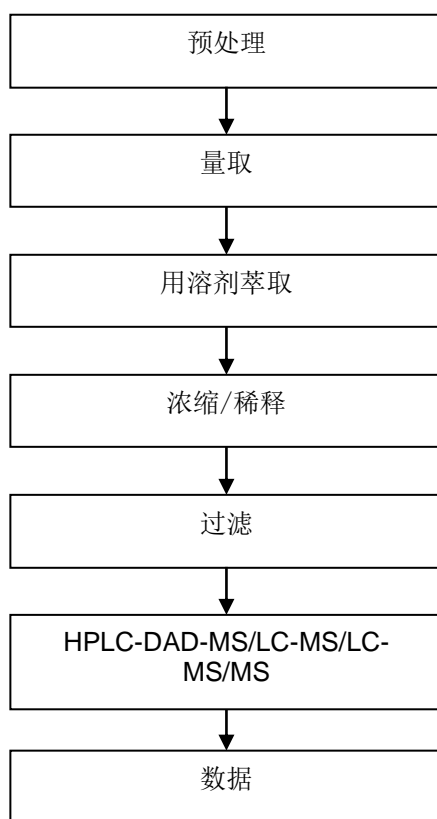 预处理
量取
用溶剂萃取
浓缩/稀释
过滤
HPLC-DAD-MS/LC-MS/LC-
MS/MS
数据